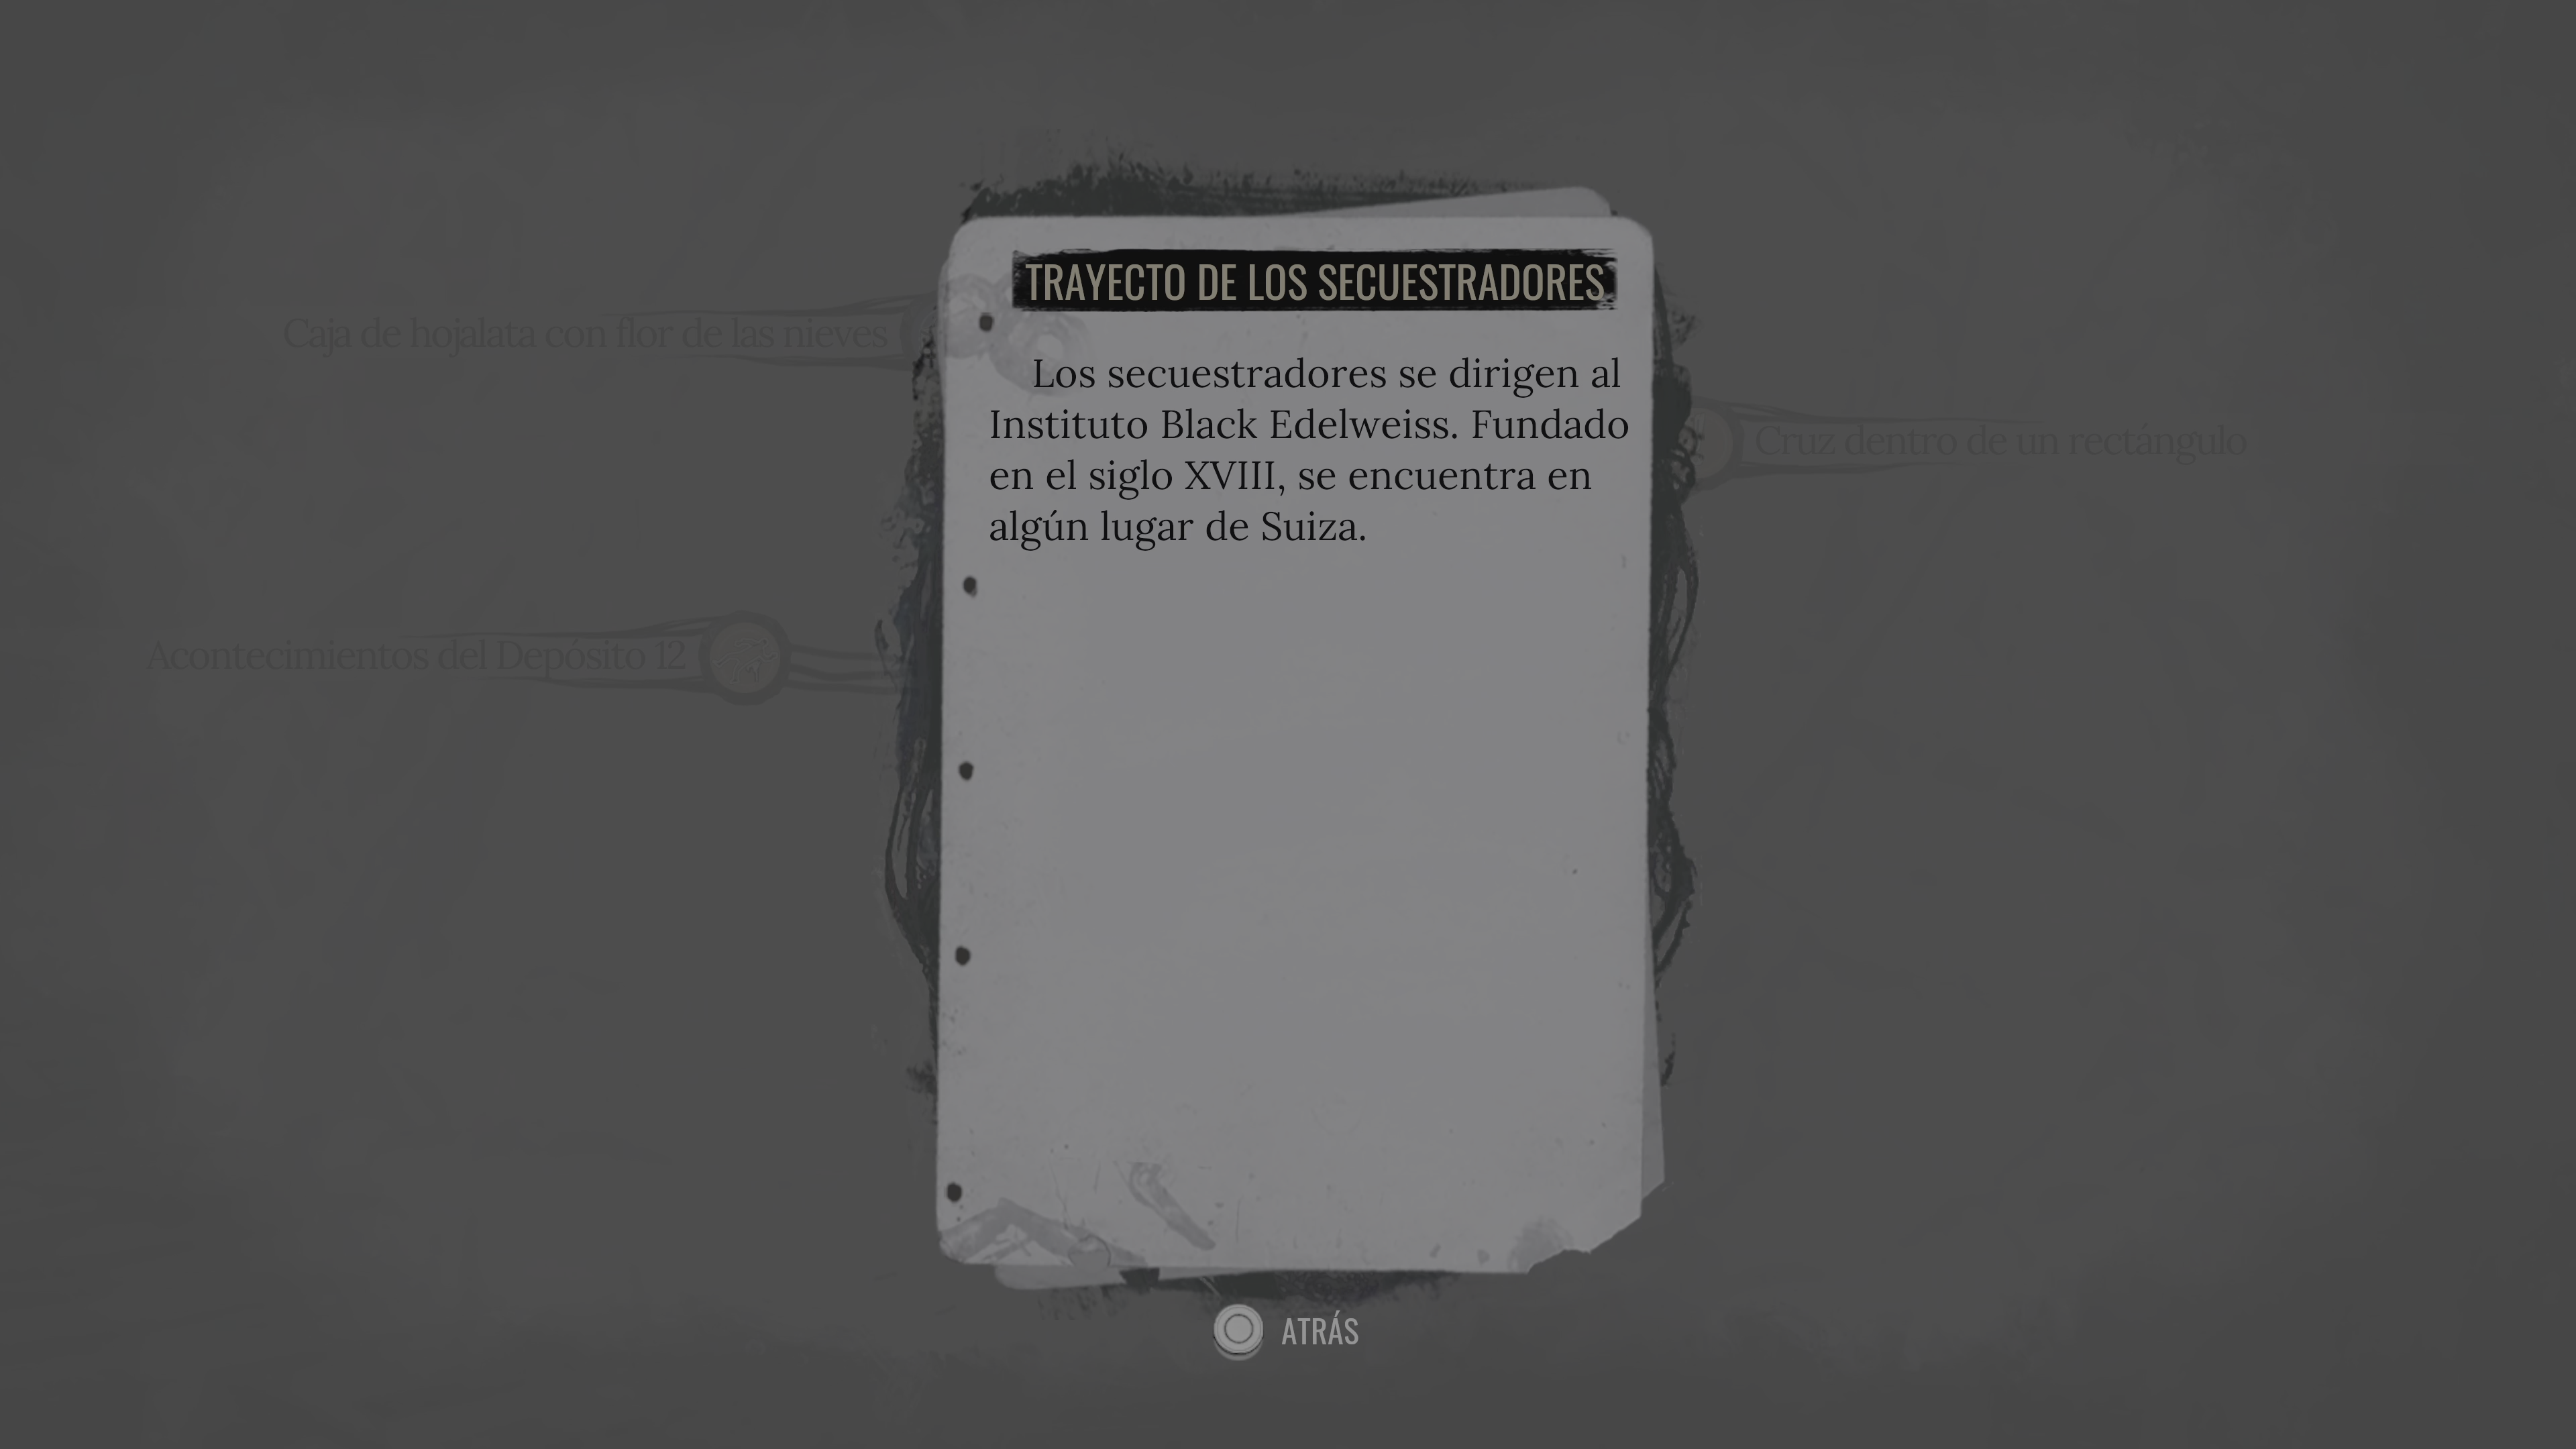 TRAYECTO DE LOS SECUESTRADORES
Caja de hojalata con flor de las nieves
Los secuestradores se dirigen al
Instituto Black Edelweiss. Fundado
en el siglo XVIII, se encuentra en
algún lugar de Suiza.
Cruz dentro de un rectángulo
Acontecimientos del Depósito 12
ATRÁS